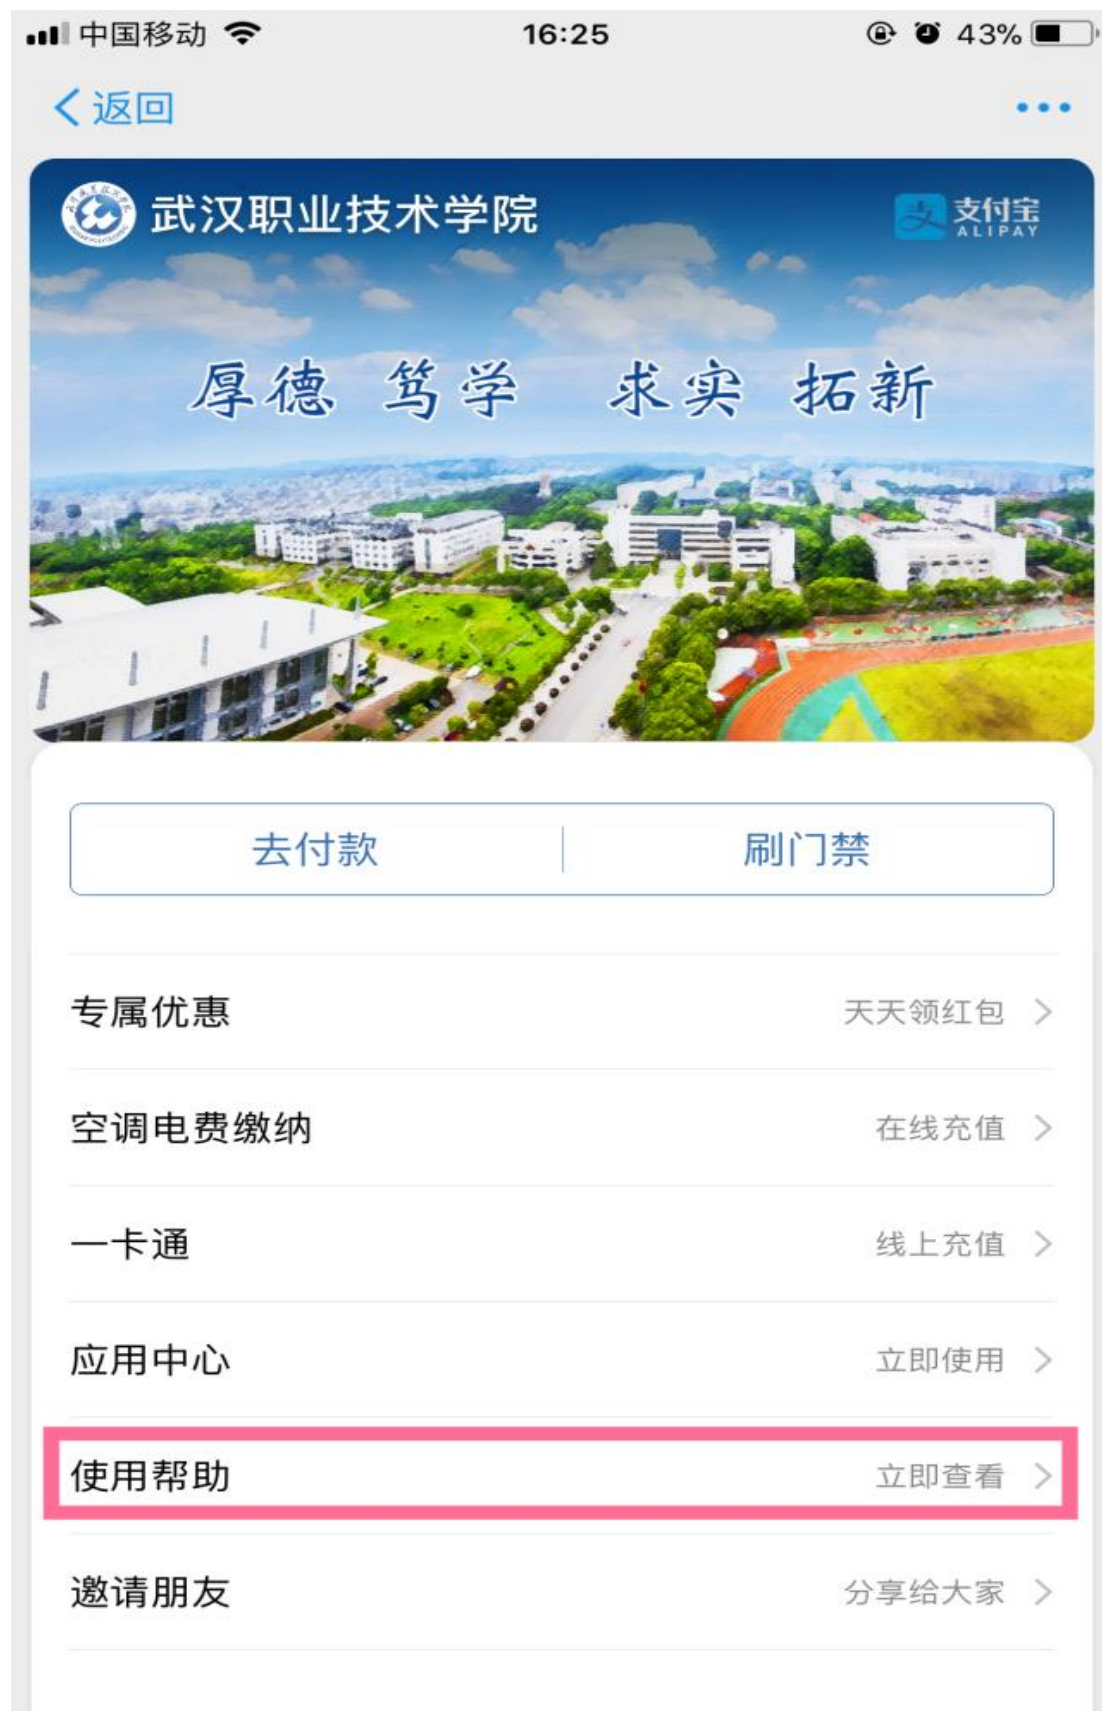 中国移动 16:25 43%
返回 •••
武汉职业技术学院 支 支付宝
ALIPAY
厚德 笃学 求实 拓新
去付款 刷门禁
专属优惠 天天领红包 >
空调电费缴纳 在线充值 >
一卡通 线上充值 >
应用中心 立即使用 >
使用帮助 立即查看 >
邀请朋友 分享给大家 >